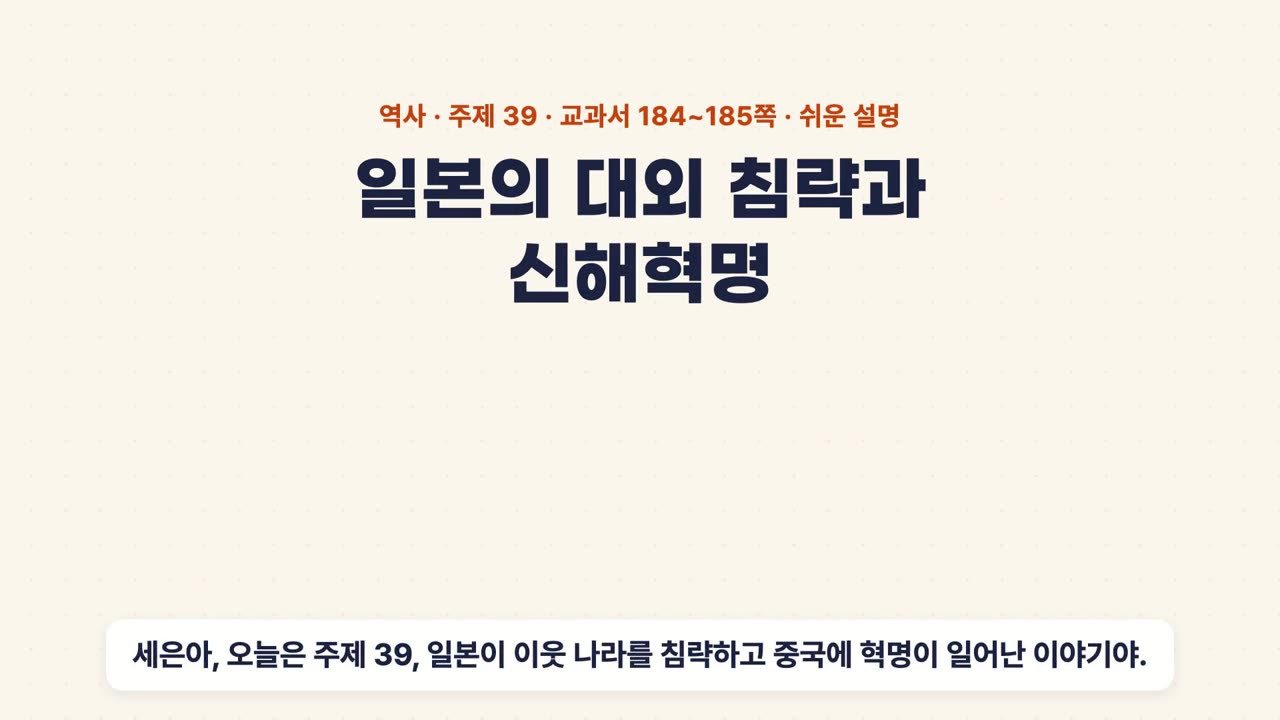 역사 · 주제 39 · 교과서 184~185쪽 · 쉬운 설명
일본의 대외 침략과
신해혁명
세은아, 오늘은 주제 39, 일본이 이웃 나라를 침략하고 중국에 혁명이 일어난 이야기야.